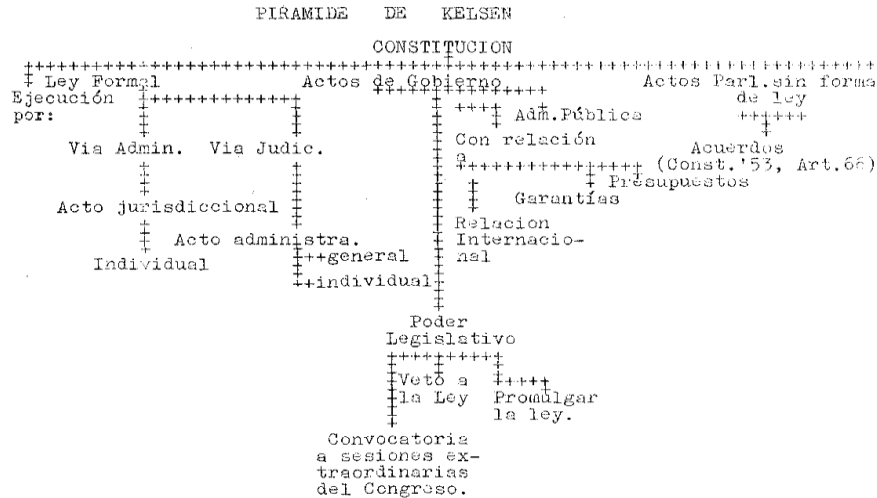 PIRAMIDE DE KELSEN
CONSTITUCION
Ley Formal Actos de Gobierno Actos Parl.sin forma
de ley
Ejecución
por:
Adm.Pública
Via Admin. Via Judic.
Con relación
a
Acuerdos
(Const.'53, Art.66)
Presupuestos
Garantías
Acto jurisdiccional
Relacion
Internacio-
nal
Acto administra.
general
Individual
individual
Poder
Legislativo
Veto a
la Ley
Promulgar
la ley.
Convocatoria
a sesiones ex-
traordinarias
del Congreso.